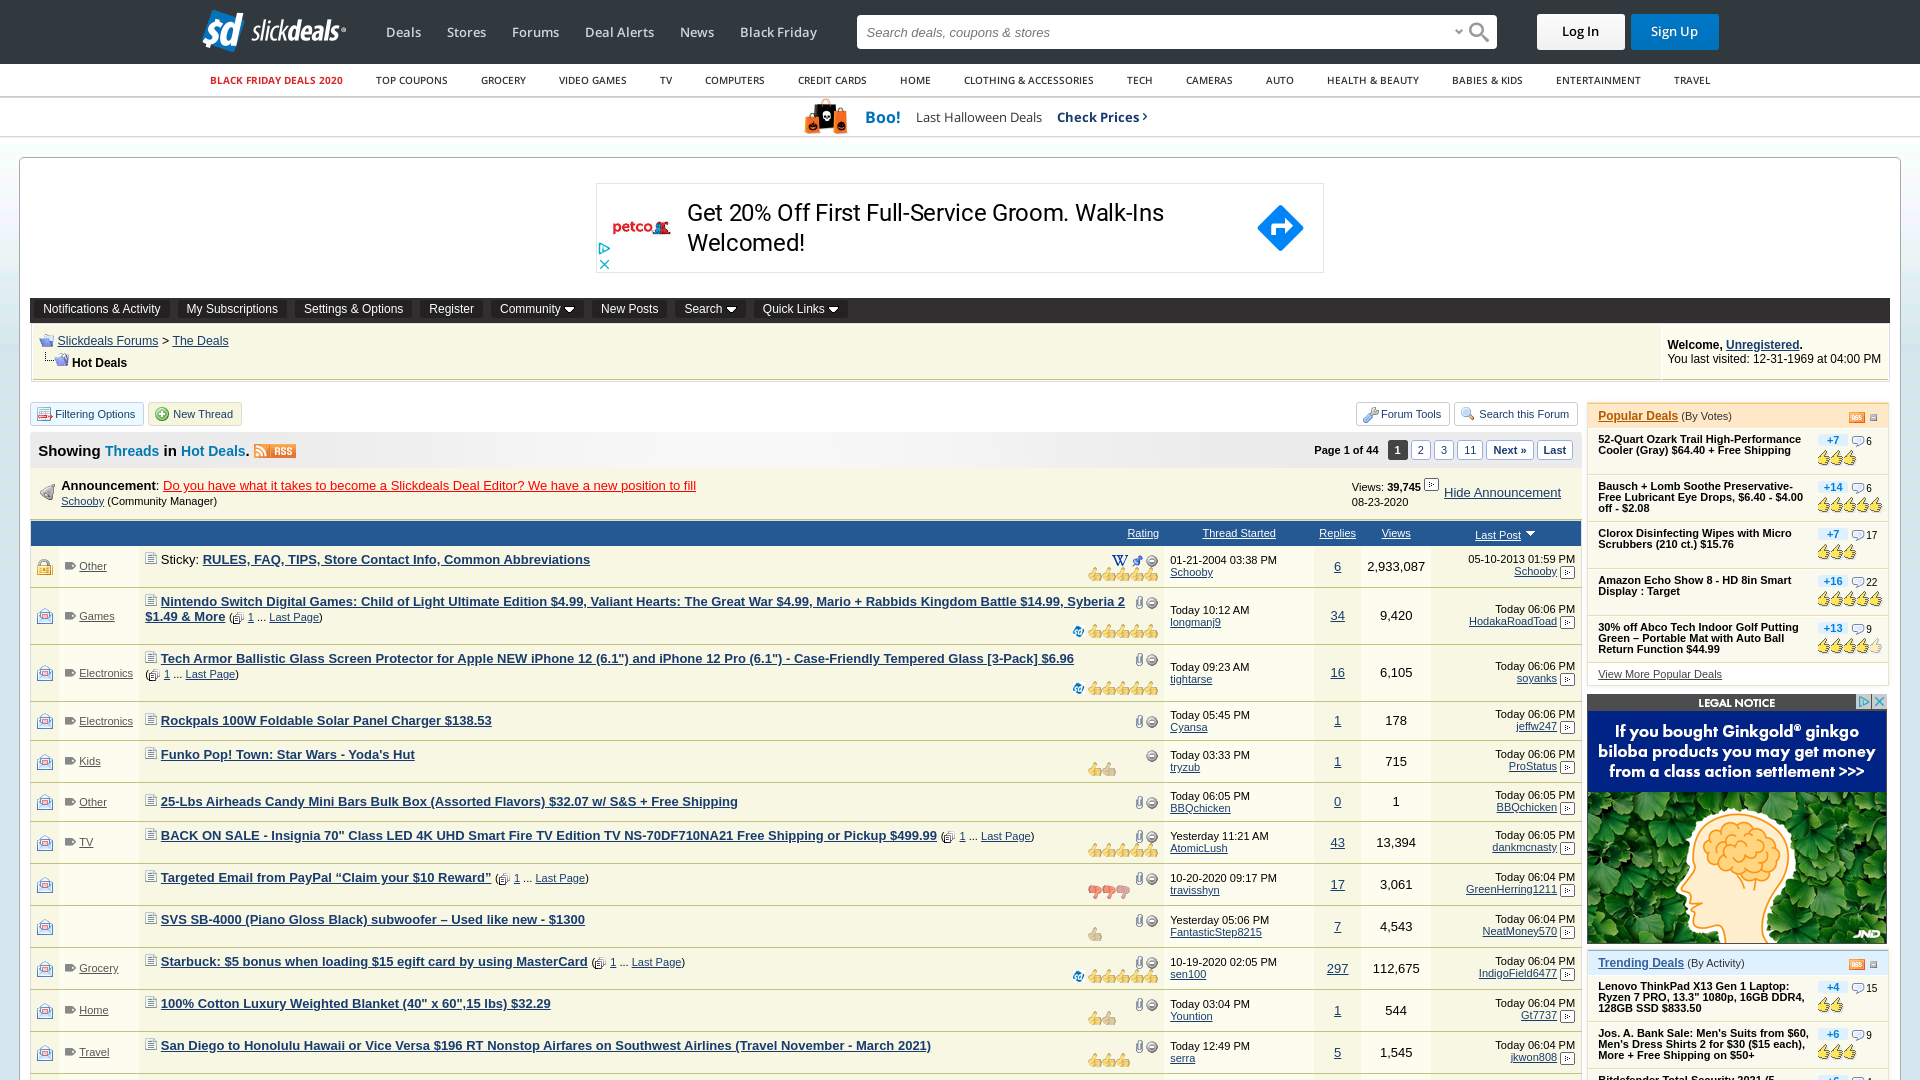 slickdeals
Deals Stores Forums Deal Alerts News Black Friday
Search deals, coupons & stores
Log In Sign Up
BLACK FRIDAY DEALS 2020 TOP COUPONS GROCERY VIDEO GAMES TV COMPUTERS CREDIT CARDS HOME CLOTHING & ACCESSORIES TECH CAMERAS AUTO HEALTH & BEAUTY BABIES & KIDS ENTERTAINMENT TRAVEL
Boo! Last Halloween Deals Check Prices
petco
Get 20% Off First Full-Service Groom. Walk-Ins
Welcomed!
Notifications & Activity My Subscriptions Settings & Options Register Community New Posts Search Quick Links
Slickdeals Forums > The Deals
Hot Deals
Welcome, Unregistered.
You last visited: 12-31-1969 at 04:00 PM
Filtering Options New Thread Forum Tools Search this Forum
Showing Threads in Hot Deals. RSS
Page 1 of 44 1 2 3 11 Next » Last
Announcement: Do you have what it takes to become a Slickdeals Deal Editor? We have a new position to fill
Schooby (Community Manager)
Views: 39,745
08-23-2020
Hide Announcement
Rating Thread Started Replies Views Last Post
Other Sticky: RULES, FAQ, TIPS, Store Contact Info, Common Abbreviations W 01-21-2004 03:38 PM 6 2,933,087 05-10-2013 01:59 PM
Schooby Schooby
Games Nintendo Switch Digital Games: Child of Light Ultimate Edition $4.99, Valiant Hearts: The Great War $4.99, Mario + Rabbids Kingdom Battle $14.99, Syberia 2
$1.49 & More ( 1 ... Last Page) Today 10:12 AM 34 9,420 Today 06:06 PM
longmanj9 HodakaRoadToad
Electronics Tech Armor Ballistic Glass Screen Protector for Apple NEW iPhone 12 (6.1") and iPhone 12 Pro (6.1") - Case-Friendly Tempered Glass [3-Pack] $6.96
( 1 ... Last Page) Today 09:23 AM 16 6,105 Today 06:06 PM
tightarse soyanks
Electronics Rockpals 100W Foldable Solar Panel Charger $138.53 Today 05:45 PM 1 178 Today 06:06 PM
Cyansa jeffw247
Kids Funko Pop! Town: Star Wars - Yoda's Hut Today 03:33 PM 1 715 Today 06:06 PM
tryzub ProStatus
Other 25-Lbs Airheads Candy Mini Bars Bulk Box (Assorted Flavors) $32.07 w/ S&S + Free Shipping Today 06:05 PM 0 1 Today 06:05 PM
BBQchicken BBQchicken
TV BACK ON SALE - Insignia 70" Class LED 4K UHD Smart Fire TV Edition TV NS-70DF710NA21 Free Shipping or Pickup $499.99 ( 1 ... Last Page) Yesterday 11:21 AM 43 13,394 Today 06:05 PM
AtomicLush dankmcnasty
Targeted Email from PayPal “Claim your $10 Reward” ( 1 ... Last Page) 10-20-2020 09:17 PM 17 3,061 Today 06:04 PM
travisshyn GreenHerring1211
SVS SB-4000 (Piano Gloss Black) subwoofer – Used like new - $1300 Yesterday 05:06 PM 7 4,543 Today 06:04 PM
FantasticStep8215 NeatMoney570
Grocery Starbuck: $5 bonus when loading $15 egift card by using MasterCard ( 1 ... Last Page) 10-19-2020 02:05 PM 297 112,675 Today 06:04 PM
sen100 IndigoField6477
Home 100% Cotton Luxury Weighted Blanket (40" x 60",15 lbs) $32.29 Today 03:04 PM 1 544 Today 06:04 PM
Yountion Gt7737
Travel San Diego to Honolulu Hawaii or Vice Versa $196 RT Nonstop Airfares on Southwest Airlines (Travel November - March 2021) Today 12:49 PM 5 1,545 Today 06:04 PM
serra jkwon808
Popular Deals (By Votes) RSS
52-Quart Ozark Trail High-Performance +7 6
Cooler (Gray) $64.40 + Free Shipping
Bausch + Lomb Soothe Preservative- +14 6
Free Lubricant Eye Drops, $6.40 - $4.00
off - $2.08
Clorox Disinfecting Wipes with Micro +7 17
Scrubbers (210 ct.) $15.76
Amazon Echo Show 8 - HD 8in Smart +16 22
Display : Target
30% off Abco Tech Indoor Golf Putting +13 9
Green – Portable Mat with Auto Ball
Return Function $44.99
View More Popular Deals
LEGAL NOTICE
If you bought Ginkgold® ginkgo
biloba products you may get money
from a class action settlement >>>
JND
Trending Deals (By Activity) RSS
Lenovo ThinkPad X13 Gen 1 Laptop: +4 15
Ryzen 7 PRO, 13.3" 1080p, 16GB DDR4,
128GB SSD $833.50
Jos. A. Bank Sale: Men's Suits from $60, +6 9
Men's Dress Shirts 2 for $30 ($15 each),
More + Free Shipping on $50+
Bitdefender Total Security 2021 (5